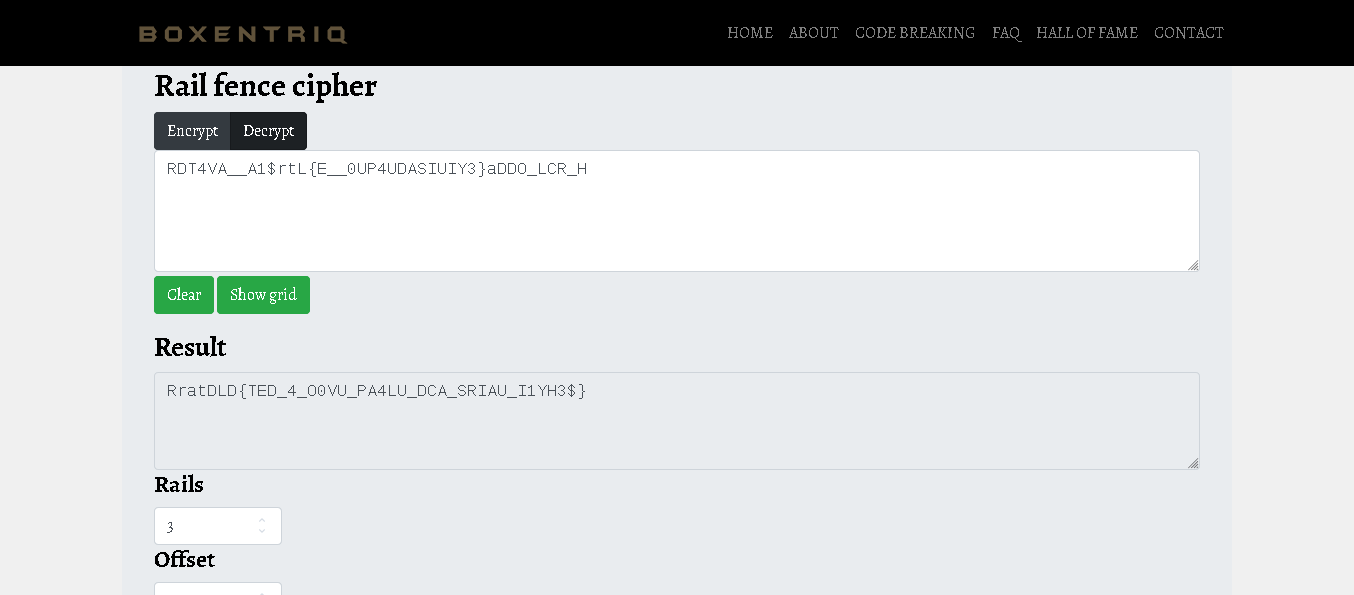 BOXENTRIQ
HOME ABOUT CODE BREAKING FAQ HALL OF FAME CONTACT
Rail fence cipher
Encrypt Decrypt
RDT4VA__A1$rtL{E__0UP4UDASIUIY3}aDDO_LCR_H
Clear Show grid
Result
RratDLD{TED_4_O0VU_PA4LU_DCA_SRIAU_I1YH3$}
Rails
3
Offset